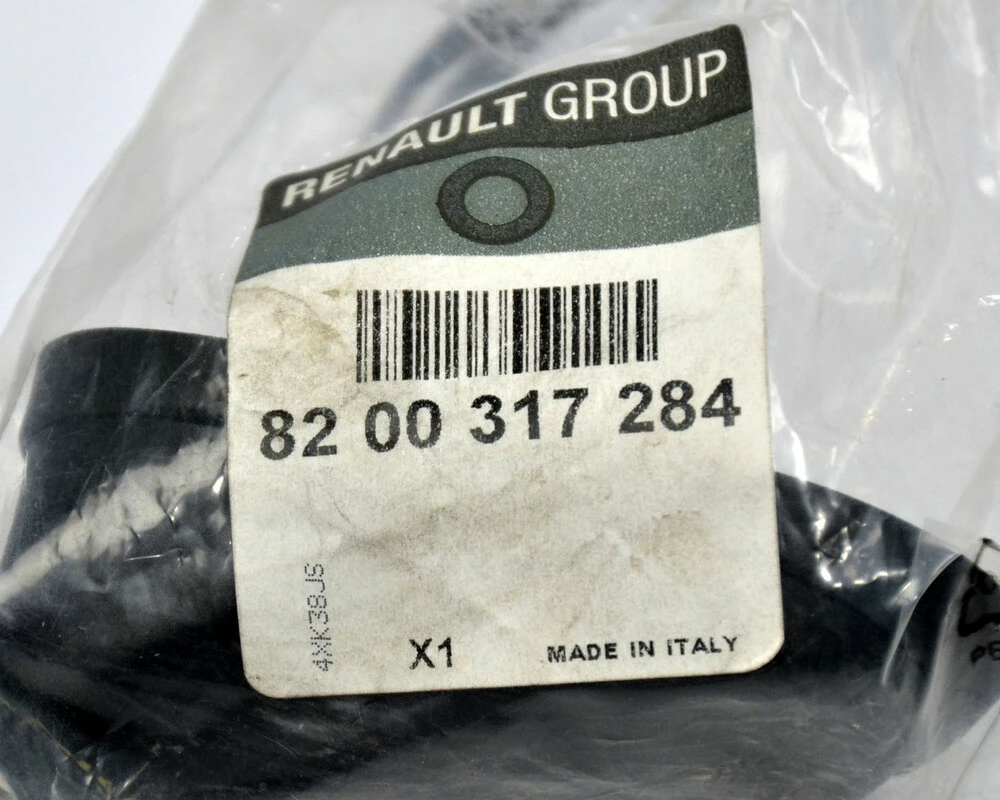 RENAULT GROUP
82 00 317 284
4XK38JS
X1
MADE IN ITALY